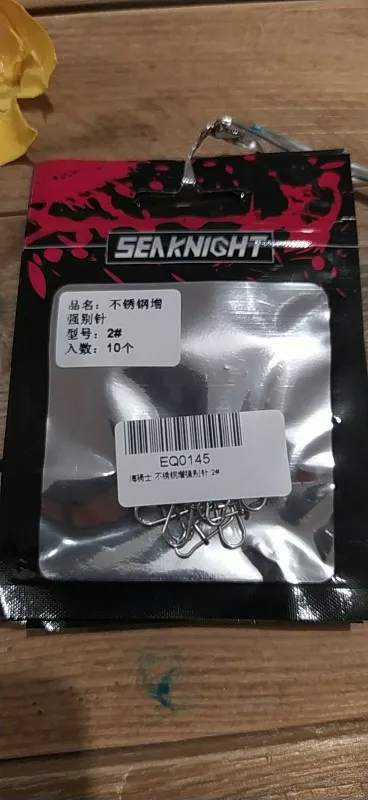 SEAKNIGHT
品名：不锈钢增
强别针
型号：2#
入数：10个
EQ0145
海骑士 不锈钢增强别针 2#